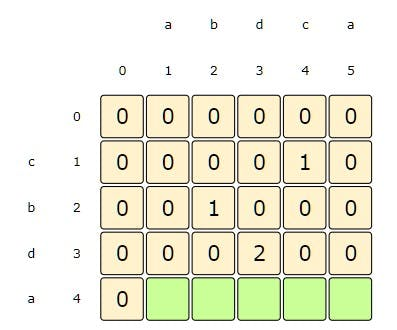 a b d c a
0 1 2 3 4 5
0 0 0 0 0 0 0
c 1 0 0 0 0 1 0
b 2 0 0 1 0 0 0
d 3 0 0 0 2 0 0
a 4 0